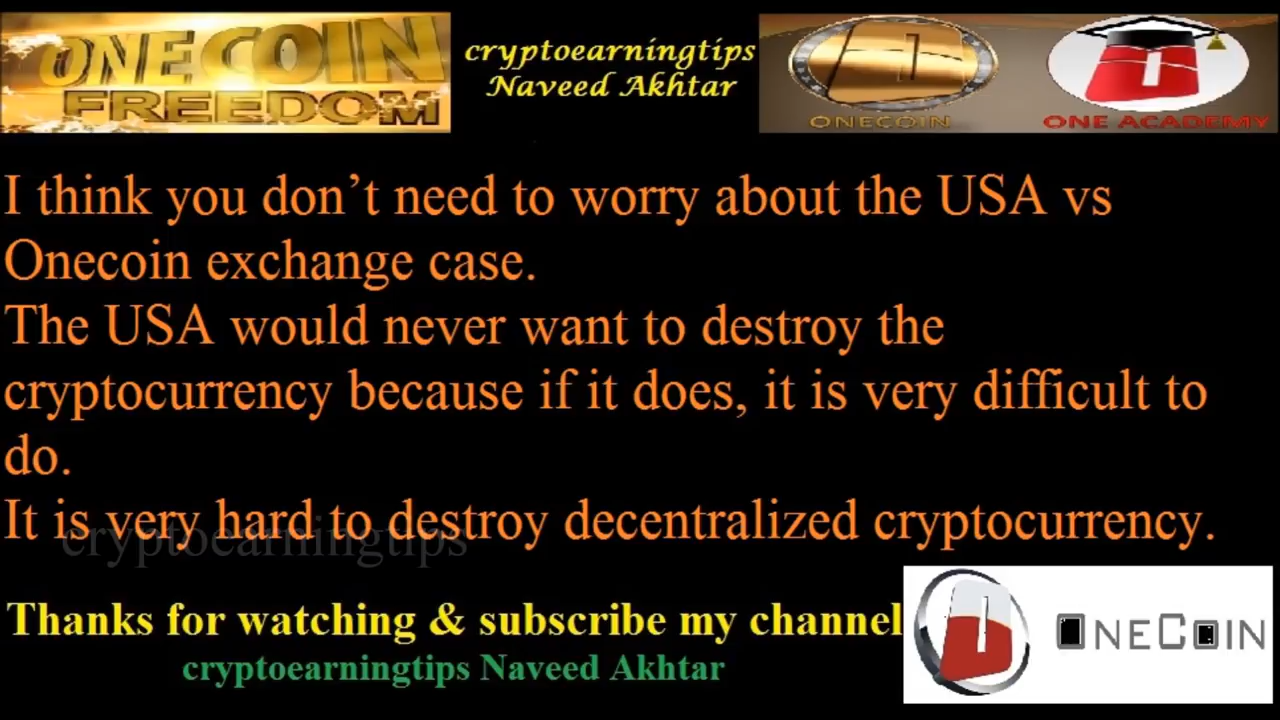 ONE COIN
FREEDOM
cryptoearningtips
Naveed Akhtar
ONECOIN
ONE ACADEMY
I think you don’t need to worry about the USA vs
Onecoin exchange case.
The USA would never want to destroy the
cryptocurrency because if it does, it is very difficult to
do.
It is very hard to destroy decentralized cryptocurrency.
cryptoearningtips
Thanks for watching & subscribe my channel
cryptoearningtips Naveed Akhtar
ONECOIN